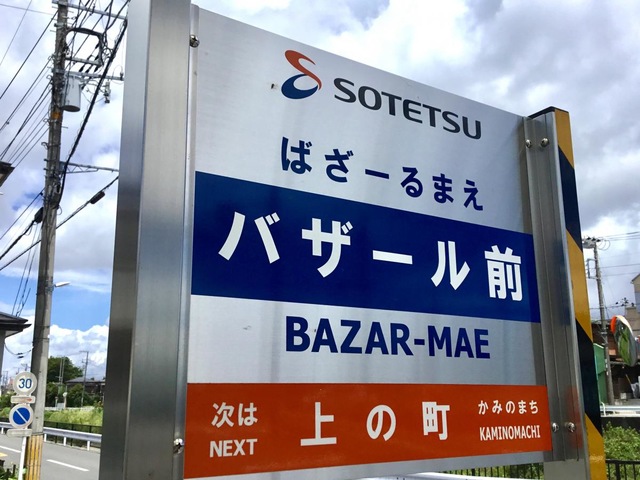 SOTETSU
ばざーるまえ
バザール前
BAZAR-MAE
次は 上の町 かみのまち
NEXT KAMINOMACHI
30